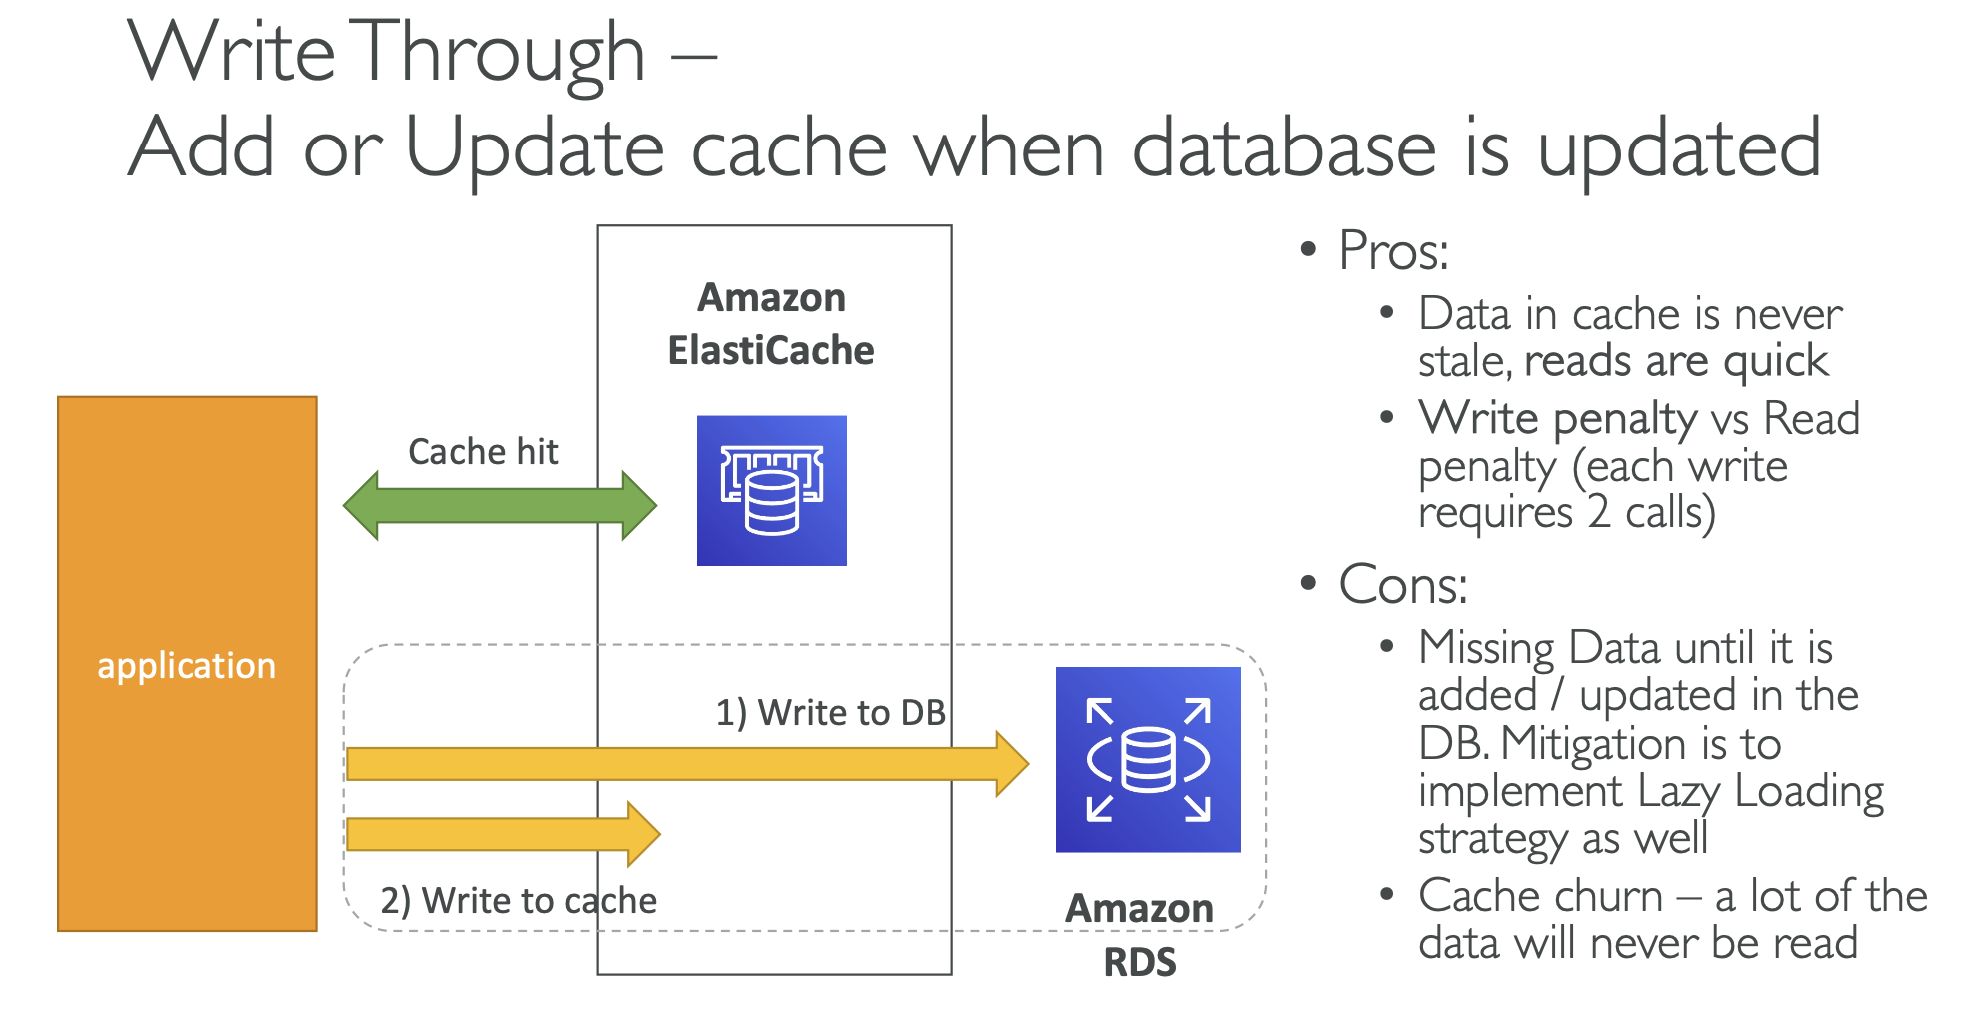 Write Through –
Add or Update cache when database is updated
Amazon
ElastiCache
Cache hit
application
1) Write to DB
2) Write to cache
Amazon
RDS
• Pros:
• Data in cache is never
stale, reads are quick
• Write penalty vs Read
penalty (each write
requires 2 calls)
• Cons:
• Missing Data until it is
added / updated in the
DB. Mitigation is to
implement Lazy Loading
strategy as well
• Cache churn – a lot of the
data will never be read